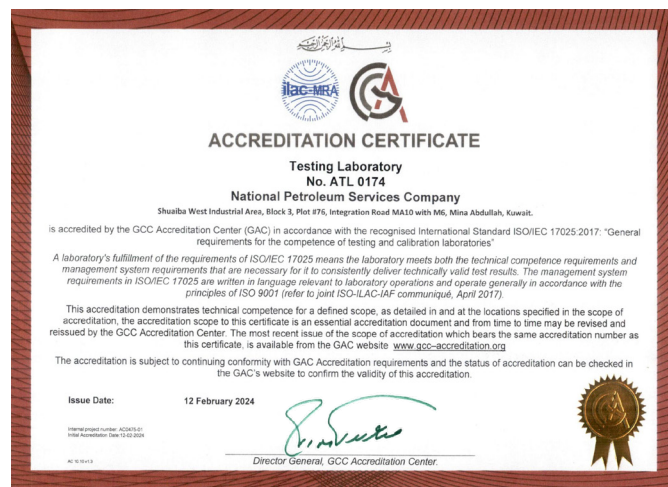 بسم الله الرحمن الرحيم
ilac-MRA
ACCREDITATION CERTIFICATE
Testing Laboratory
No. ATL 0174
National Petroleum Services Company
Shuaiba West Industrial Area, Block 3, Plot #76, Integration Road MA10 with M6, Mina Abdullah, Kuwait.
is accredited by the GCC Accreditation Center (GAC) in accordance with the recognised International Standard ISO/IEC 17025:2017: “General
requirements for the competence of testing and calibration laboratories”
A laboratory's fulfillment of the requirements of ISO/IEC 17025 means the laboratory meets both the technical competence requirements and
management system requirements that are necessary for it to consistently deliver technically valid test results. The management system
requirements in ISO/IEC 17025 are written in language relevant to laboratory operations and operate generally in accordance with the
principles of ISO 9001 (refer to joint ISO-ILAC-IAF communiqué, April 2017).
This accreditation demonstrates technical competence for a defined scope, as detailed in and at the locations specified in the scope of
accreditation, the accreditation scope to this certificate is an essential accreditation document and from time to time may be revised and
reissued by the GCC Accreditation Center. The most recent issue of the scope of accreditation which bears the same accreditation number as
this certificate, is available from the GAC website www.gcc–accreditation.org
The accreditation is subject to continuing conformity with GAC Accreditation requirements and the status of accreditation can be checked in
the GAC's website to confirm the validity of this accreditation.
Issue Date: 12 February 2024
Internal project number: AC0475-01
Initial Accreditation Date:12-02-2024
Director General, GCC Accreditation Center.